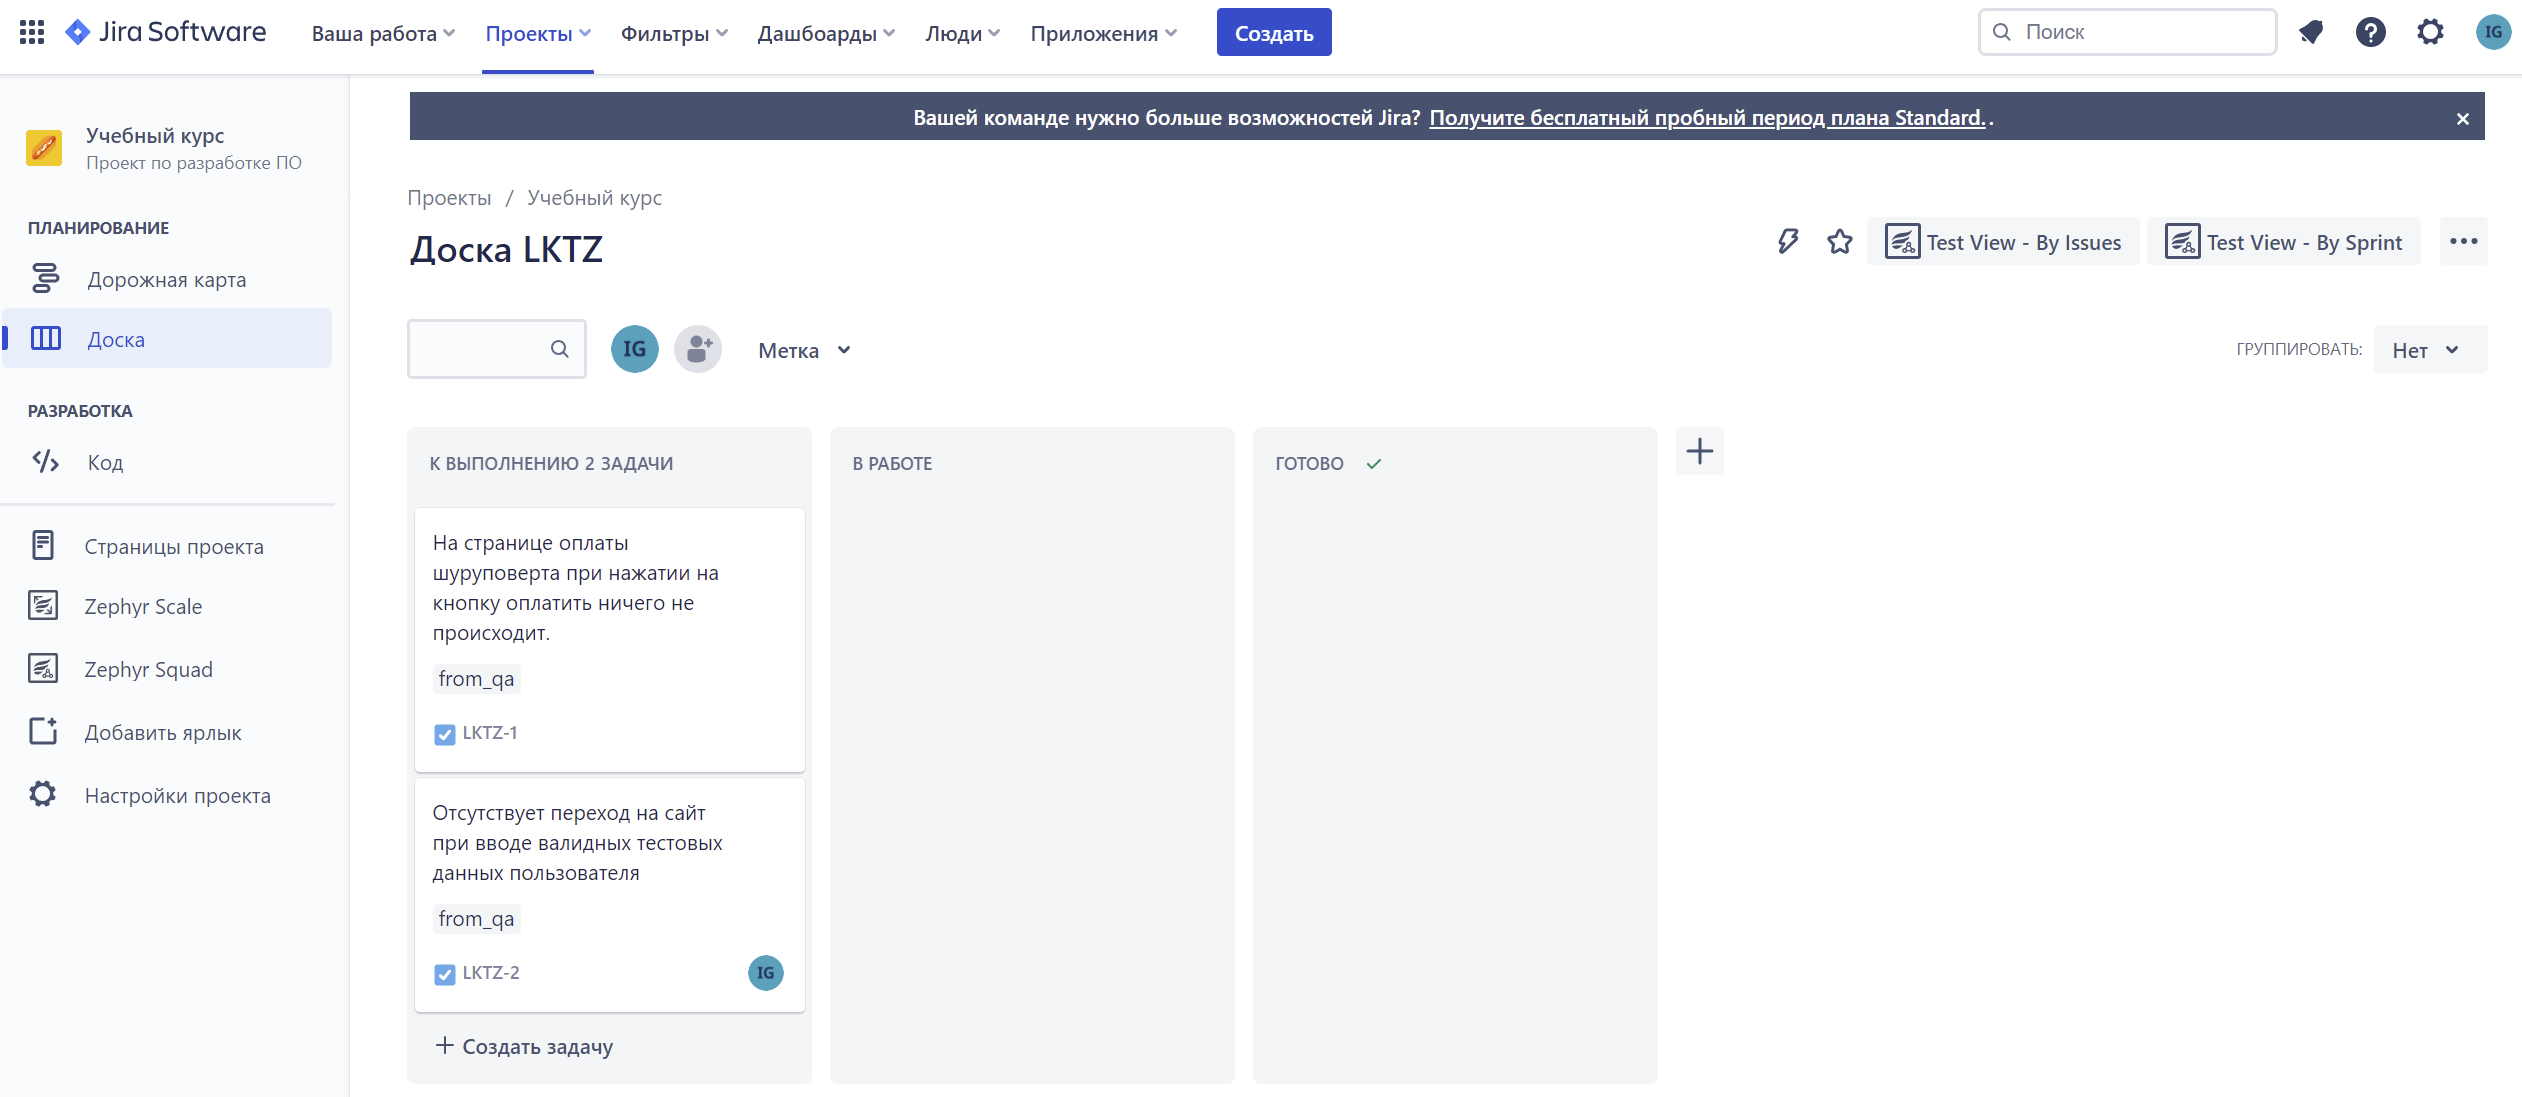 Jira Software Ваша работа Проекты Фильтры Дашбоарды Люди Приложения Создать Поиск IG
Вашей команде нужно больше возможностей Jira? Получите бесплатный пробный период плана Standard..
Учебный курс
Проект по разработке ПО
ПЛАНИРОВАНИЕ
Дорожная карта
Доска
РАЗРАБОТКА
Код
Страницы проекта
Zephyr Scale
Zephyr Squad
Добавить ярлык
Настройки проекта
Проекты / Учебный курс
Доска LKTZ
Test View - By Issues Test View - By Sprint
IG Метка ГРУППИРОВАТЬ: Нет
К ВЫПОЛНЕНИЮ 2 ЗАДАЧИ
На странице оплаты
шуруповерта при нажатии на
кнопку оплатить ничего не
происходит.
from_qa
LKTZ-1
Отсутствует переход на сайт
при вводе валидных тестовых
данных пользователя
from_qa
LKTZ-2 IG
+ Создать задачу
В РАБОТЕ
ГОТОВО